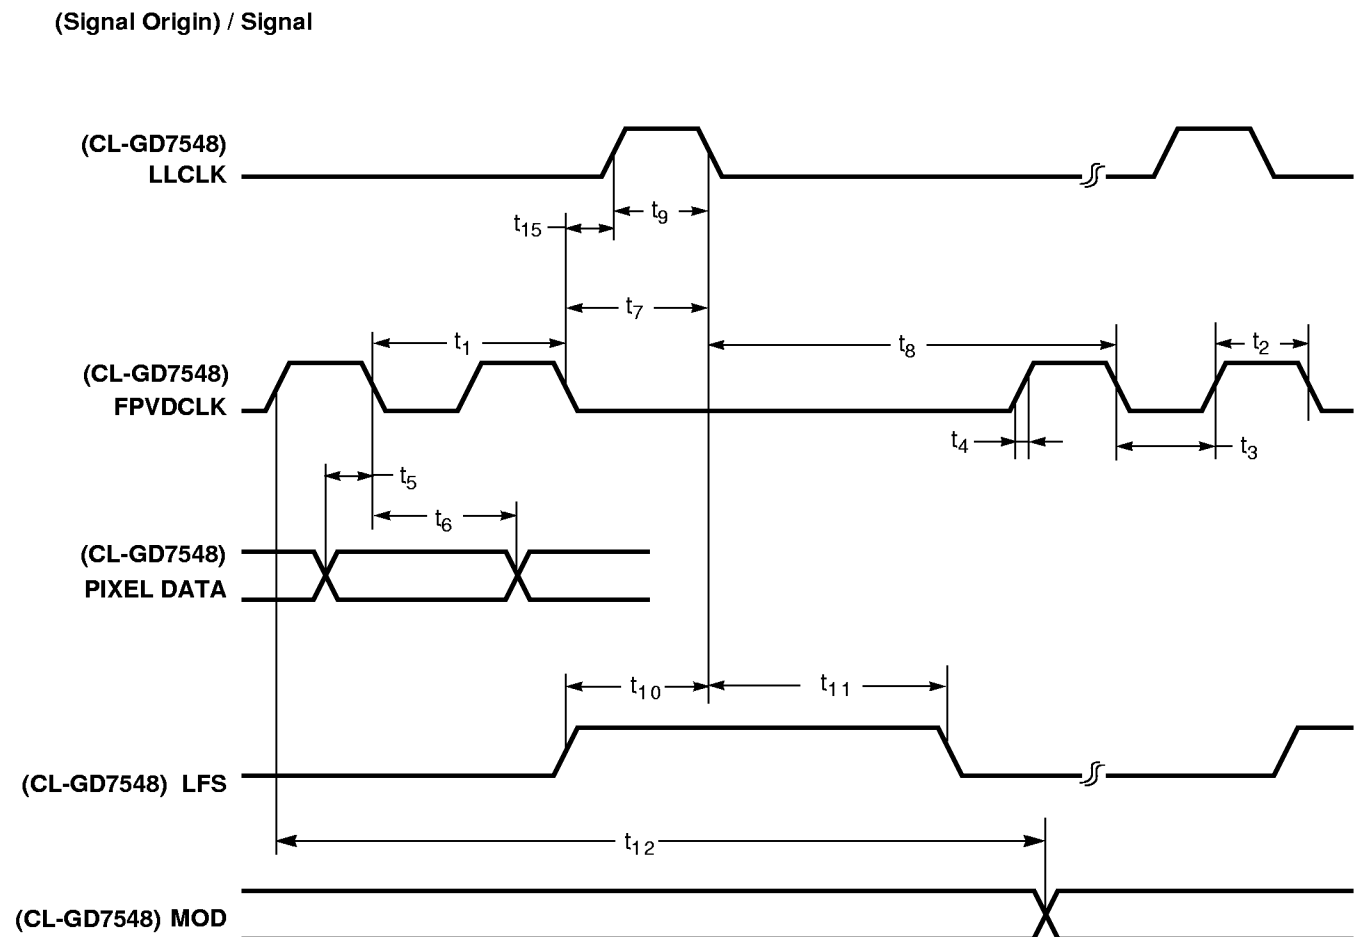 (Signal Origin) / Signal
(CL-GD7548)
LLCLK
t9
t15
t7
t1
t8
t2
(CL-GD7548)
FPVDCLK
t4
t3
t5
t6
(CL-GD7548)
PIXEL DATA
t10
t11
(CL-GD7548) LFS
t12
(CL-GD7548) MOD